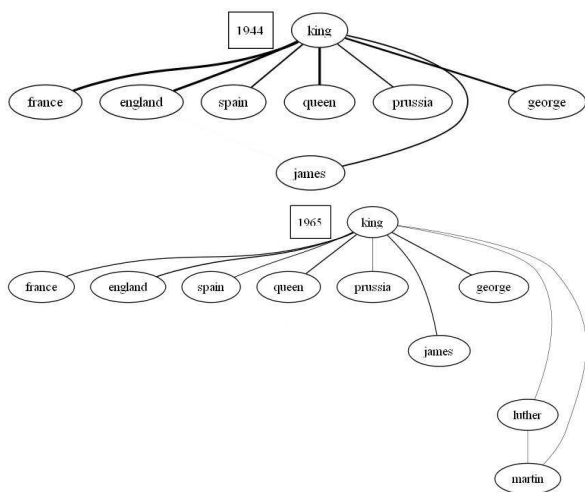 1944 king
france england spain queen prussia george
james
1965 king
france england spain queen prussia george
james
luther
martin